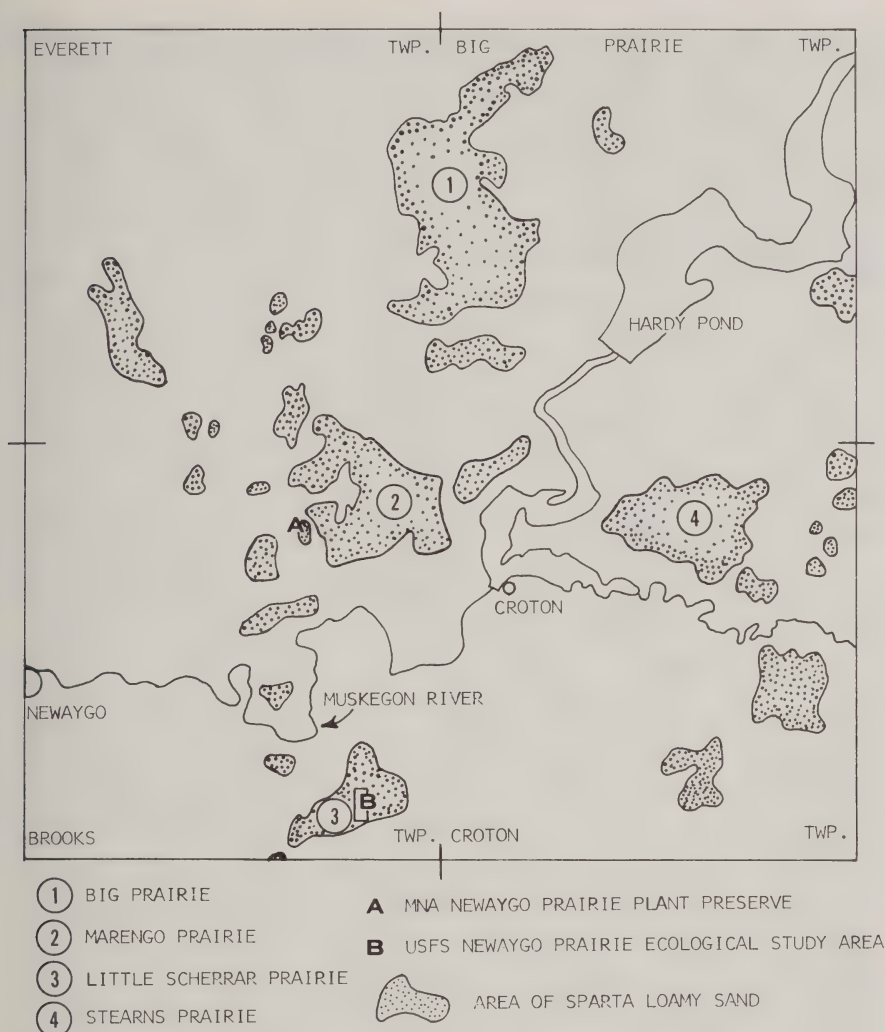 EVERETT TWP. BIG PRAIRIE TWP.
1
HARDY POND
2
4
A
CROTON
NEWAYGO
MUSKEGON RIVER
3
B
BROOKS TWP. CROTON TWP.
1 BIG PRAIRIE
2 MARENGO PRAIRIE
3 LITTLE SCHERRAR PRAIRIE
4 STEARNS PRAIRIE
A MNA NEWAYGO PRAIRIE PLANT PRESERVE
B USFS NEWAYGO PRAIRIE ECOLOGICAL STUDY AREA
AREA OF SPARTA LOAMY SAND